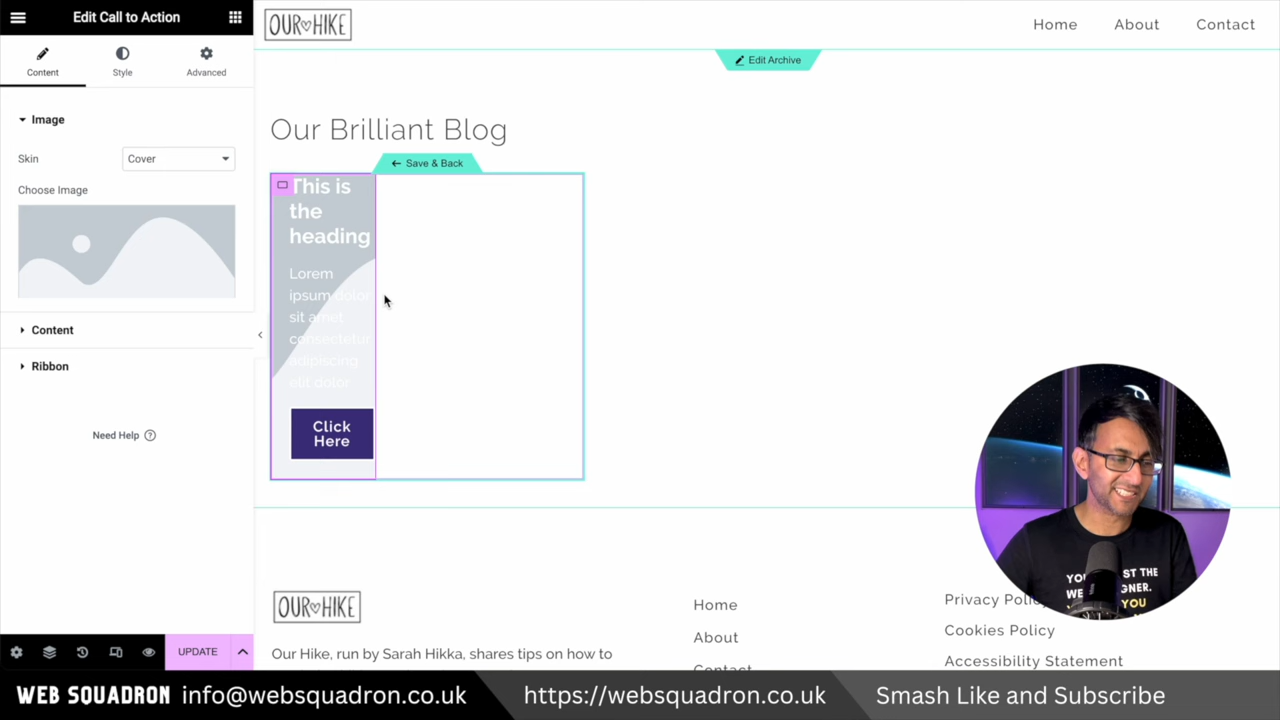 Edit Call to Action
OUR HIKE
Home
About
Contact
Content
Style
Advanced
Edit Archive
Image
Our Brilliant Blog
Skin
Cover
Save & Back
Choose Image
This is
the
heading
Lorem
ipsum dolor
sit amet
consectetur
adipiscing
elit dolor
Content
Ribbon
Click
Here
Need Help ?
OUR HIKE
Home
About
Contact
Privacy Policy
Cookies Policy
Accessibility Statement
Our Hike, run by Sarah Hikka, shares tips on how to
UPDATE
THE
YOU
WEB SQUADRON
info@websquadron.co.uk
https://websquadron.co.uk
Smash Like and Subscribe